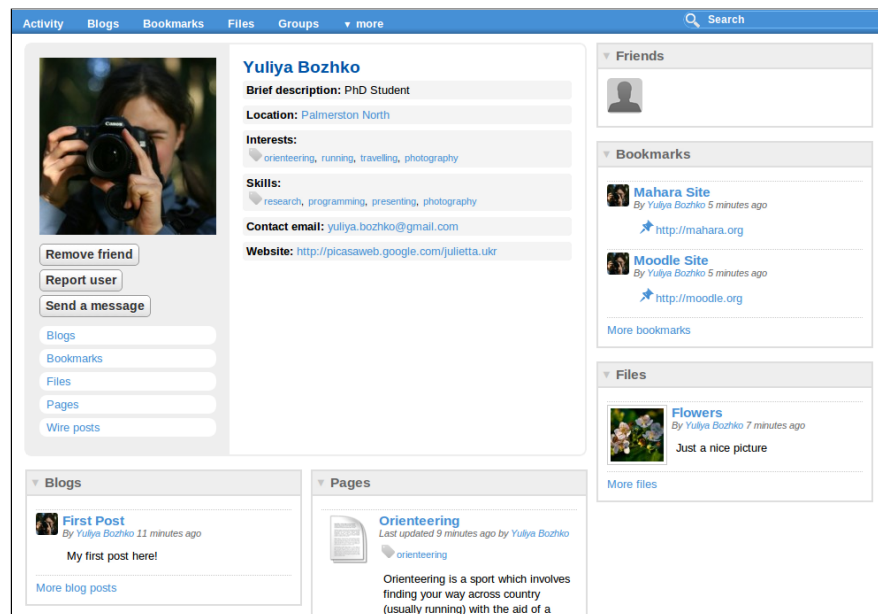 Activity Blogs Bookmarks Files Groups ▼ more Search
Yuliya Bozhko
Brief description: PhD Student
Location: Palmerston North
Interests:
orienteering, running, travelling, photography
Skills:
research, programming, presenting, photography
Contact email: yuliya.bozhko@gmail.com
Website: http://picasaweb.google.com/julietta.ukr
Canon
Remove friend
Report user
Send a message
Blogs
Bookmarks
Files
Pages
Wire posts
Friends
Bookmarks
Mahara Site
By Yuliya Bozhko 5 minutes ago
http://mahara.org
Moodle Site
By Yuliya Bozhko 5 minutes ago
http://moodle.org
More bookmarks
Files
Flowers
By Yuliya Bozhko 7 minutes ago
Just a nice picture
More files
Blogs
First Post
By Yuliya Bozhko 11 minutes ago
My first post here!
More blog posts
Pages
Orienteering
Last updated 9 minutes ago by Yuliya Bozhko
orienteering
Orienteering is a sport which involves
finding your way across country
(usually running) with the aid of a